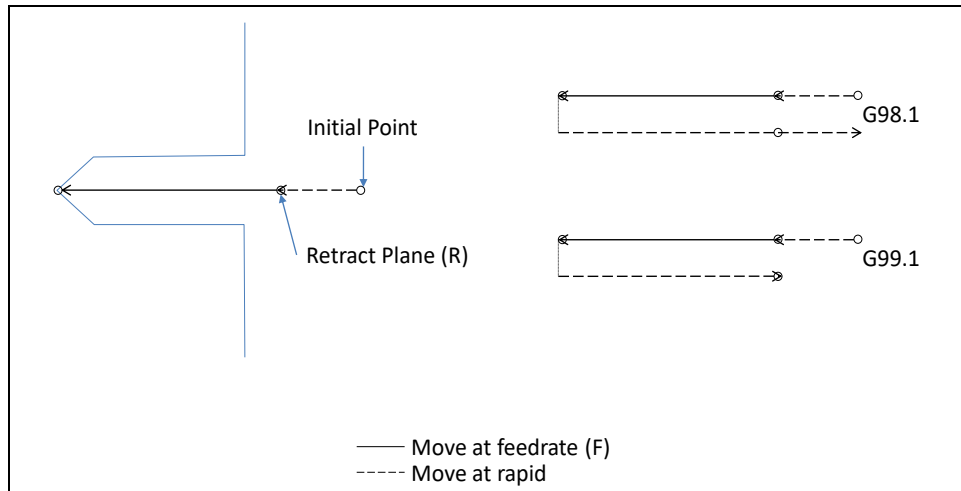 Initial Point
Retract Plane (R)
G98.1
G99.1
Move at feedrate (F)
Move at rapid